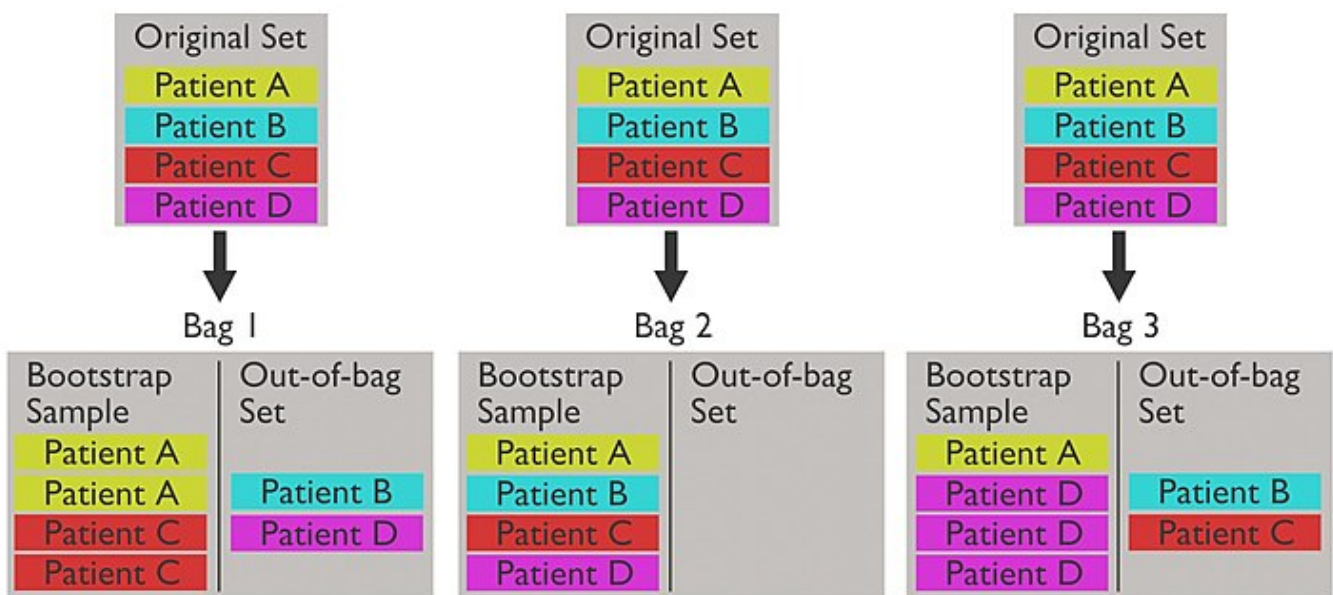 Original Set
Patient A
Patient B
Patient C
Patient D
Original Set
Patient A
Patient B
Patient C
Patient D
Original Set
Patient A
Patient B
Patient C
Patient D
Bag 1
Bootstrap
Sample
Patient A
Patient A
Patient C
Patient C
Out-of-bag
Set
Patient B
Patient D
Bag 2
Bootstrap
Sample
Patient A
Patient B
Patient C
Patient D
Out-of-bag
Set
Bag 3
Bootstrap
Sample
Patient A
Patient D
Patient D
Patient D
Out-of-bag
Set
Patient B
Patient C